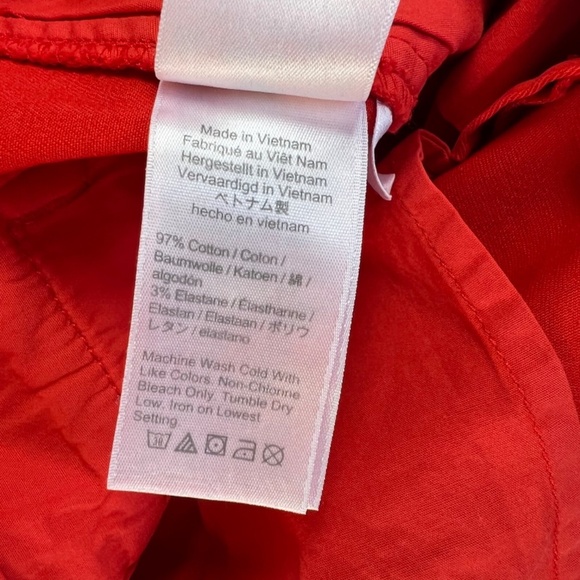 Made in Vietnam
Fabriqué au Viêt Nam
Hergestellt in Vietnam
Vervaardigd in Vietnam
ベトナム製
hecho en vietnam
97% Cotton / Coton /
Baumwolle / Katoen / 綿 /
algodón
3% Elastane / Élasthanne /
Elastan / Elastaan / ポリウ
レタン / elastano
Machine Wash Cold With
Like Colors. Non-Chlorine
Bleach Only. Tumble Dry
Low. Iron on Lowest
Setting.
30